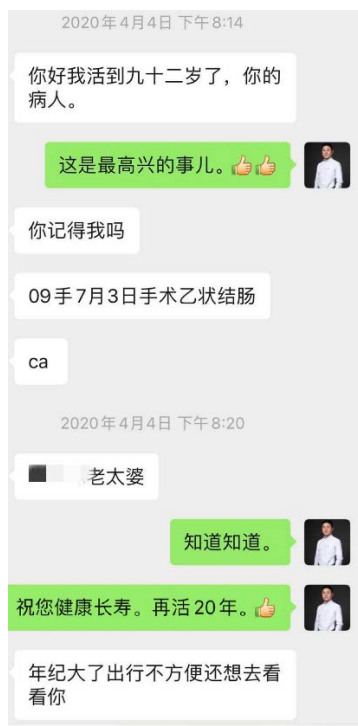 2020年4月4日 下午8:14
你好我活到九十二岁了，你的
病人。
这是最高兴的事儿。👍👍
你记得我吗
09手7月3日手术乙状结肠
ca
2020年4月4日 下午8:20
老太婆
知道知道。
祝您健康长寿。再活20年。👍
年纪大了出行不方便还想去看
看你